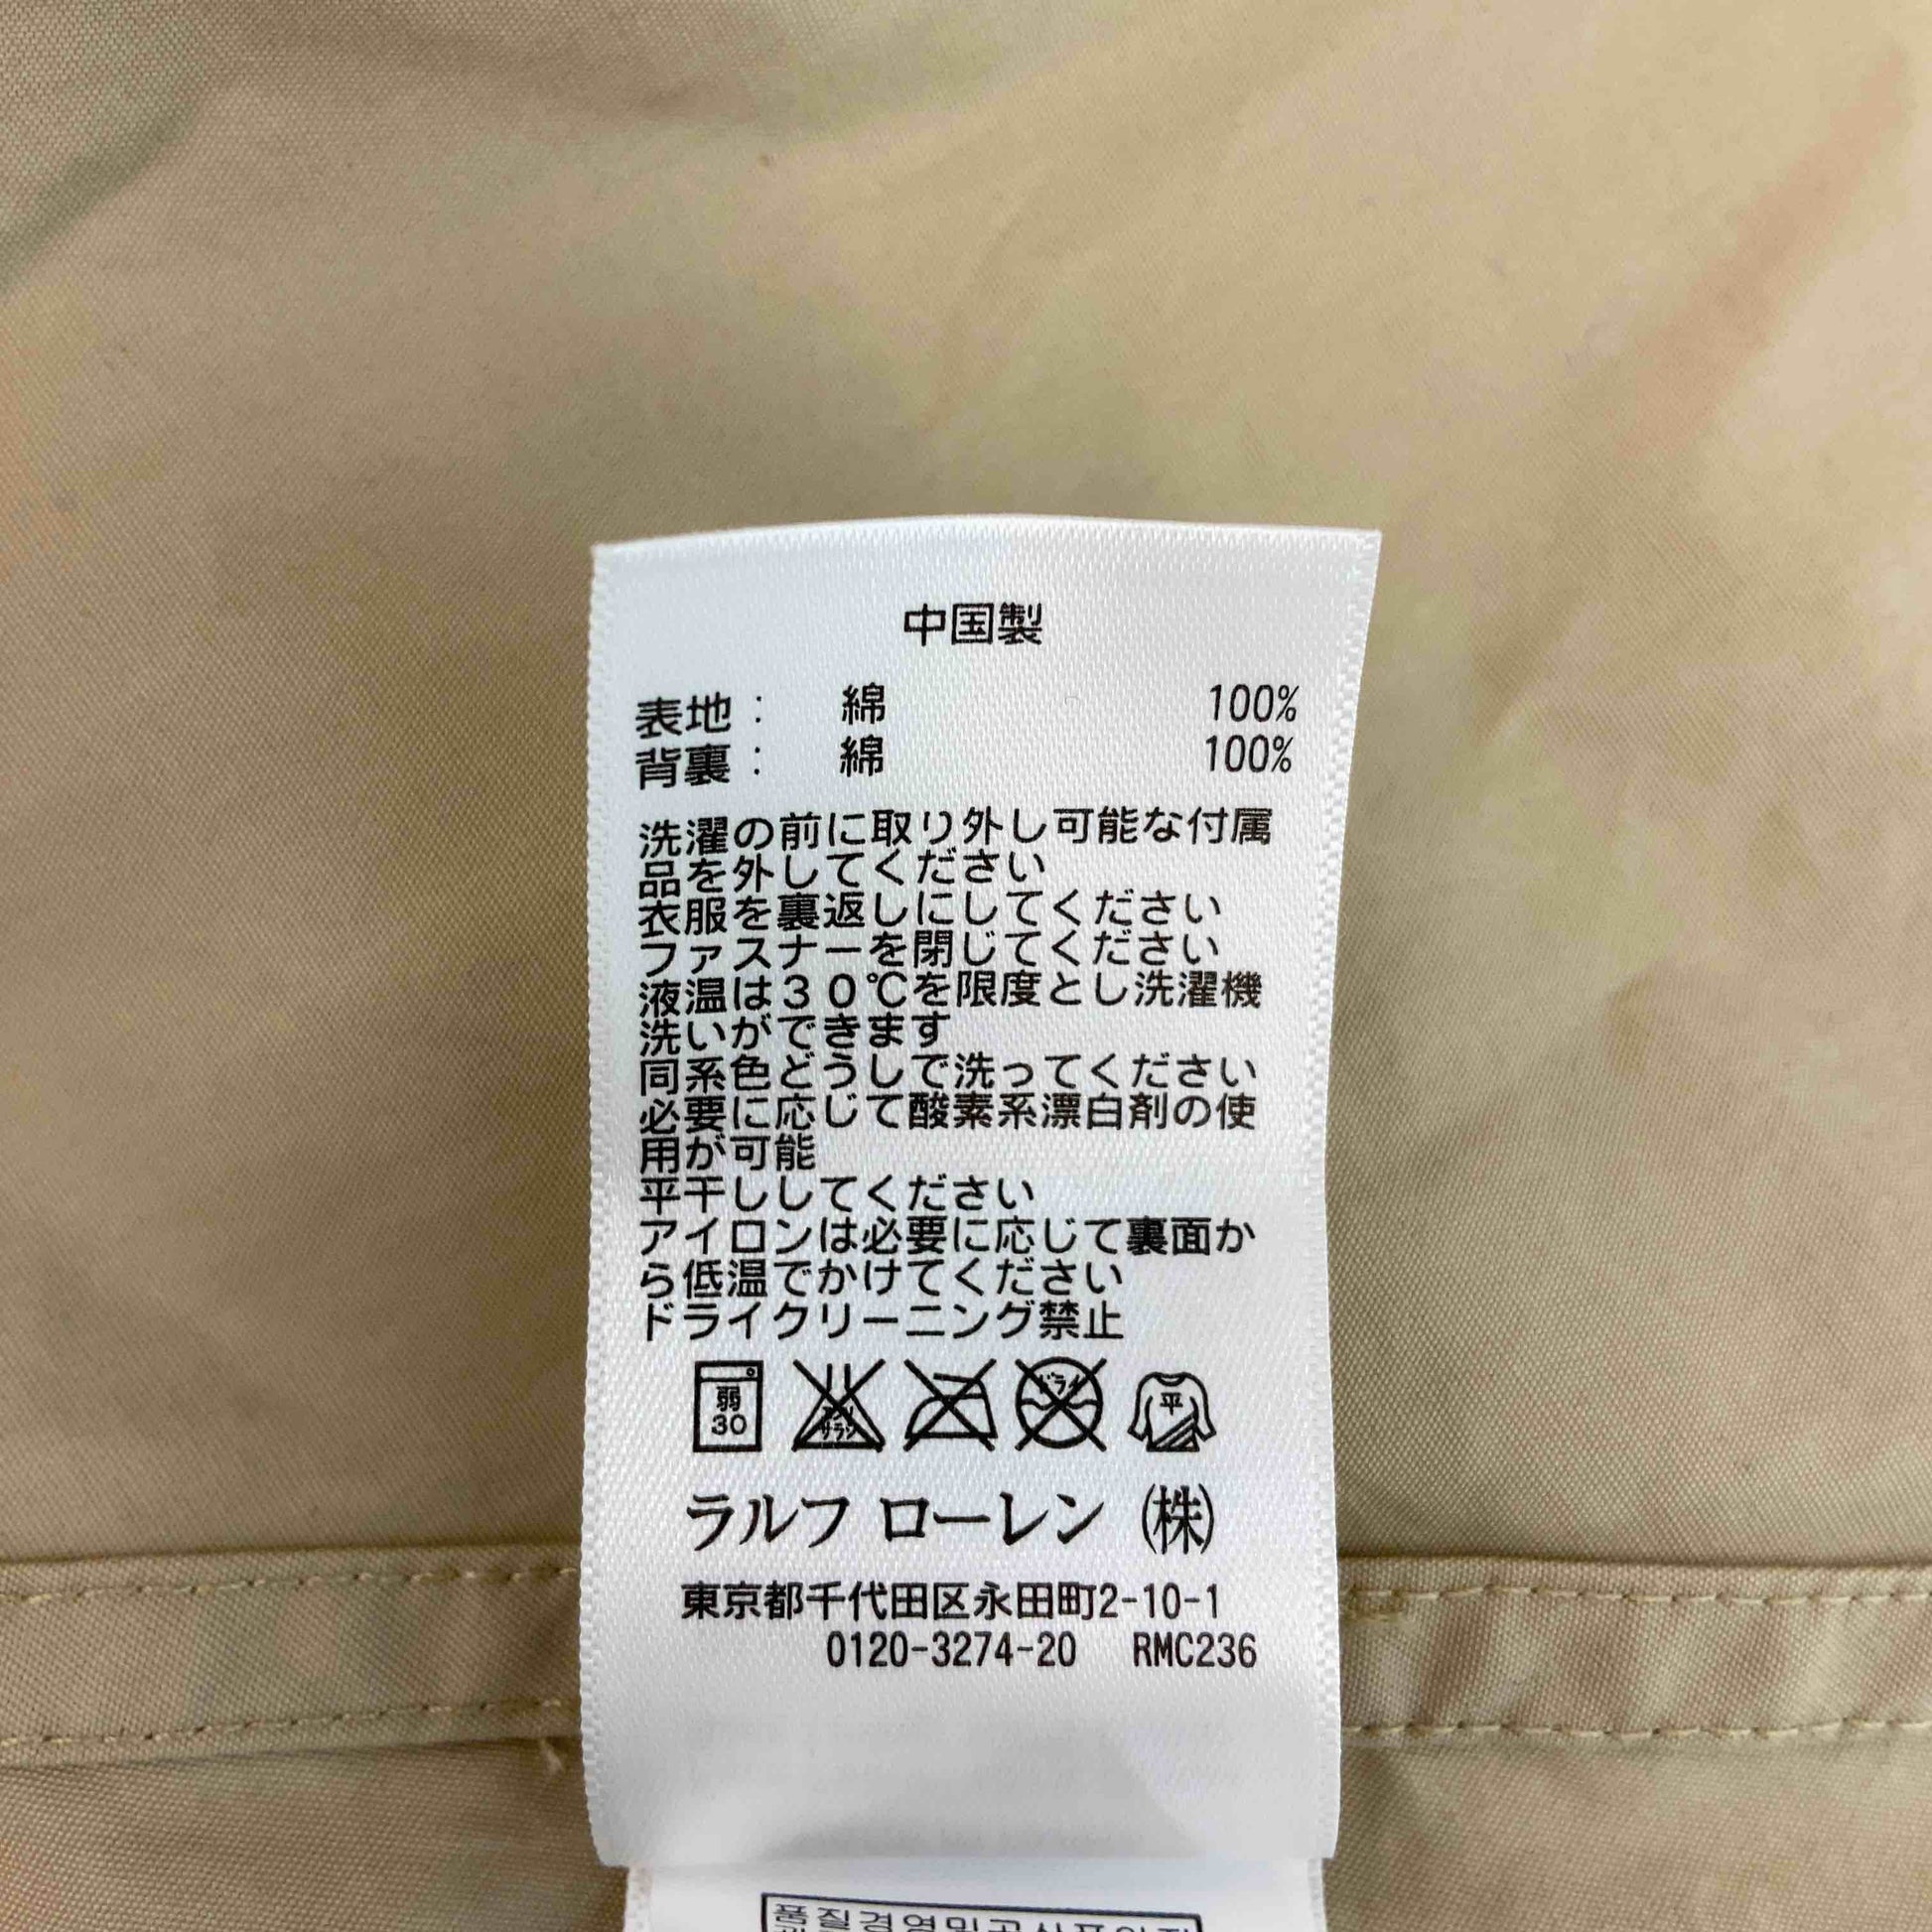 中国製
表地： 綿 100%
背裏： 綿 100%
洗濯の前に取り外し可能な付属
品を外してください
衣服を裏返しにしてください
ファスナーを閉じてください
液温は３０℃を限度とし洗濯機
洗いができます
同系色どうしで洗ってください
必要に応じて酸素系漂白剤の使
用が可能
平干ししてください
アイロンは必要に応じて裏面か
ら低温でかけてください
ドライクリーニング禁止
弱 30 エンソ サラシ ドライ 平
ラルフ ローレン (株)
東京都千代田区永田町2-10-1
0120-3274-20 RMC236